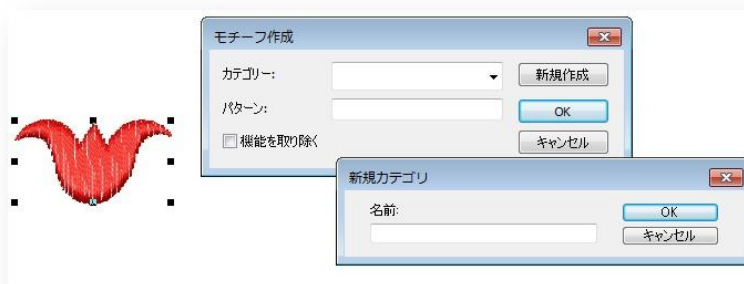 モチーフ作成
カテゴリー:
新規作成
パターン:
OK
機能を取り除く
キャンセル
新規カテゴリ
名前:
OK
キャンセル